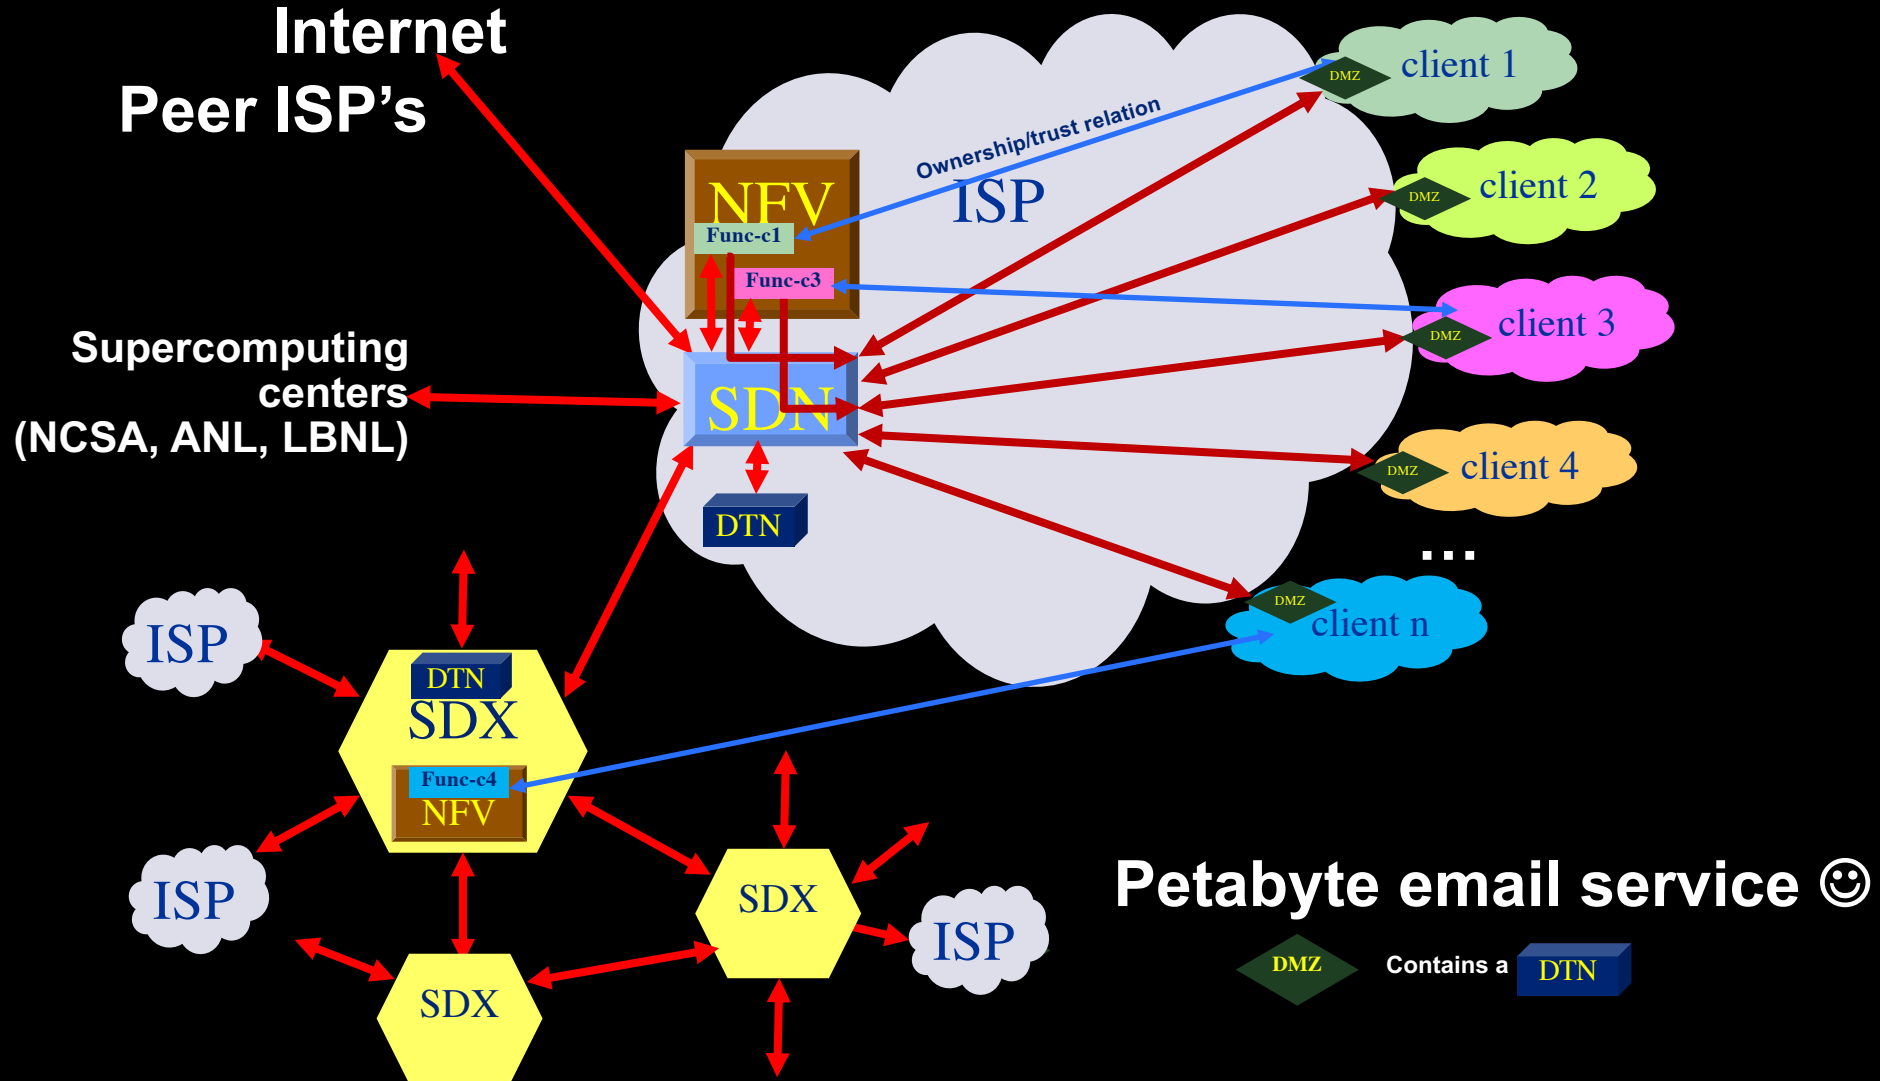 Internet
Peer ISP’s
Supercomputing
centers
(NCSA, ANL, LBNL)
NFV
Func-c1
Func-c3
SDN
DTN
Ownership/trust relation
ISP
DMZ
client 1
DMZ
client 2
DMZ
client 3
DMZ
client 4
...
DMZ
client n
ISP
DTN
SDX
Func-c4
NFV
ISP
SDX
SDX
ISP
Petabyte email service ☺
DMZ
Contains a
DTN